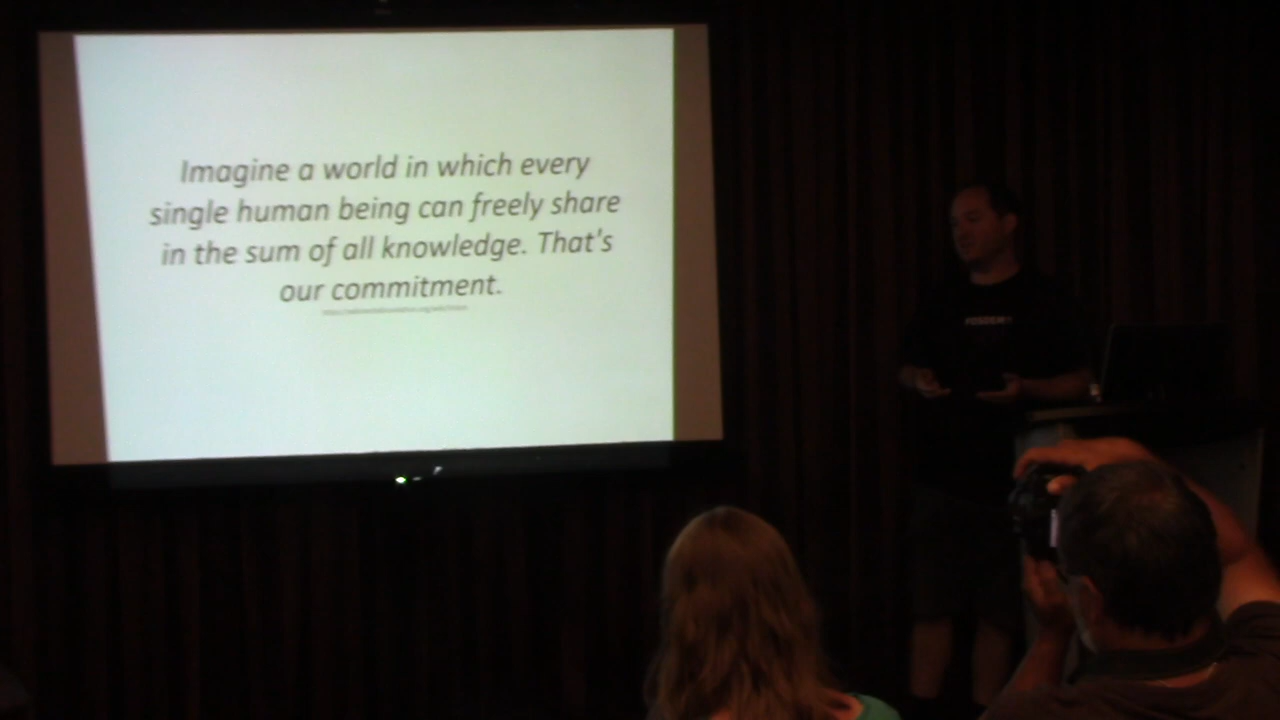 Imagine a world in which every
single human being can freely share
in the sum of all knowledge. That's
our commitment.